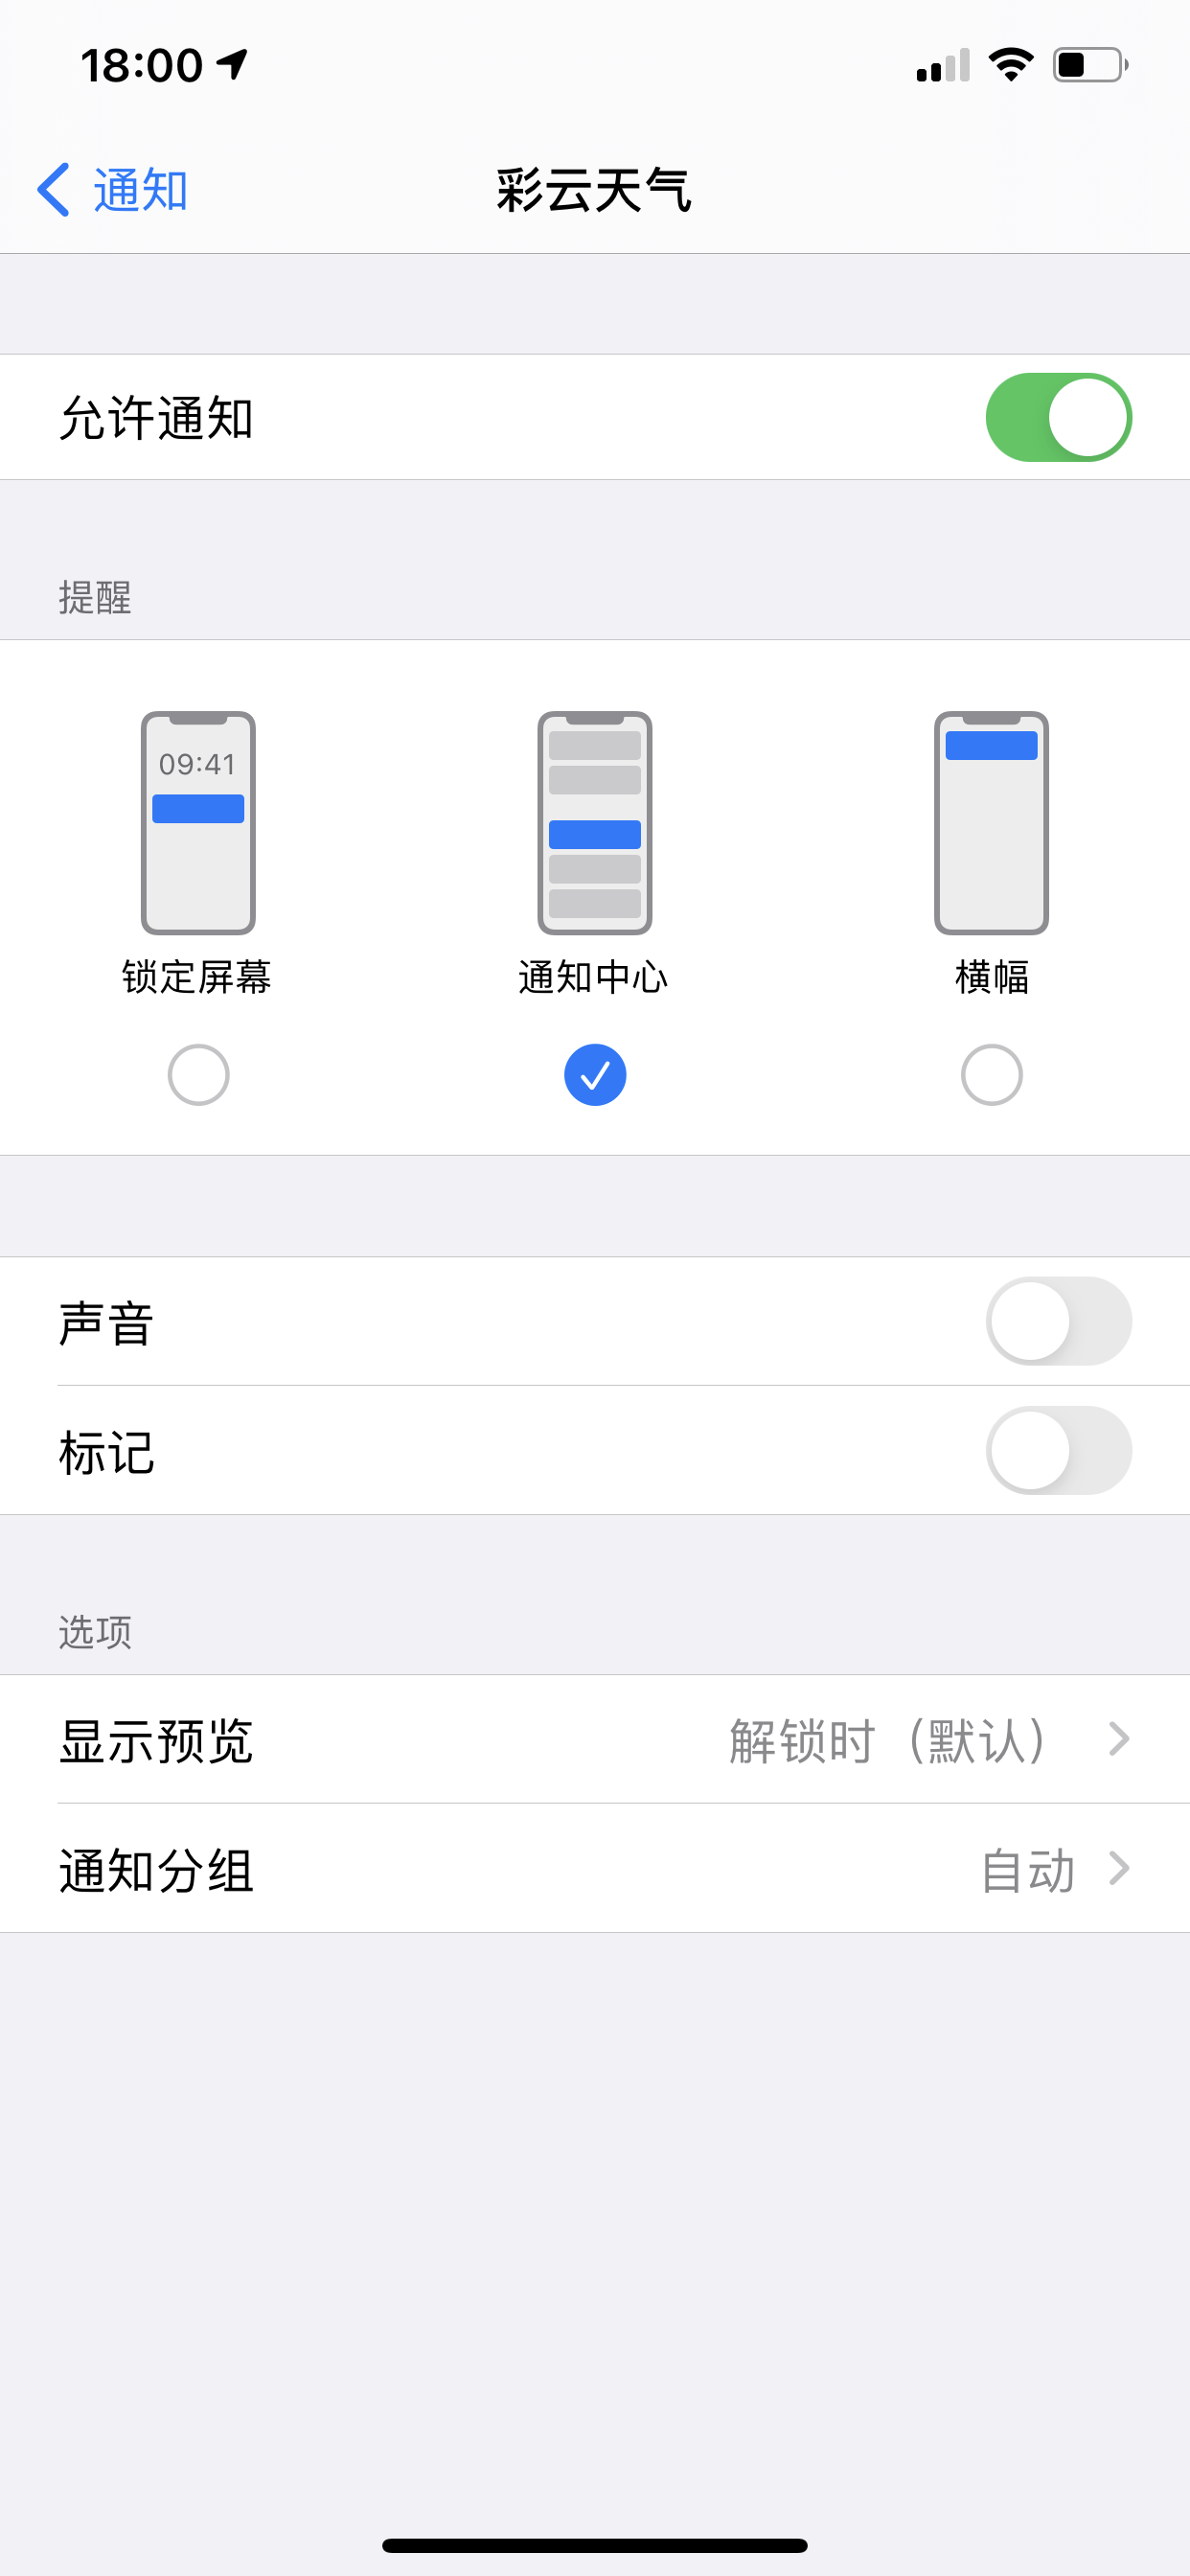 18:00
通知
彩云天气
允许通知
提醒
09:41
锁定屏幕
通知中心
横幅
声音
标记
选项
显示预览
解锁时（默认）
通知分组
自动